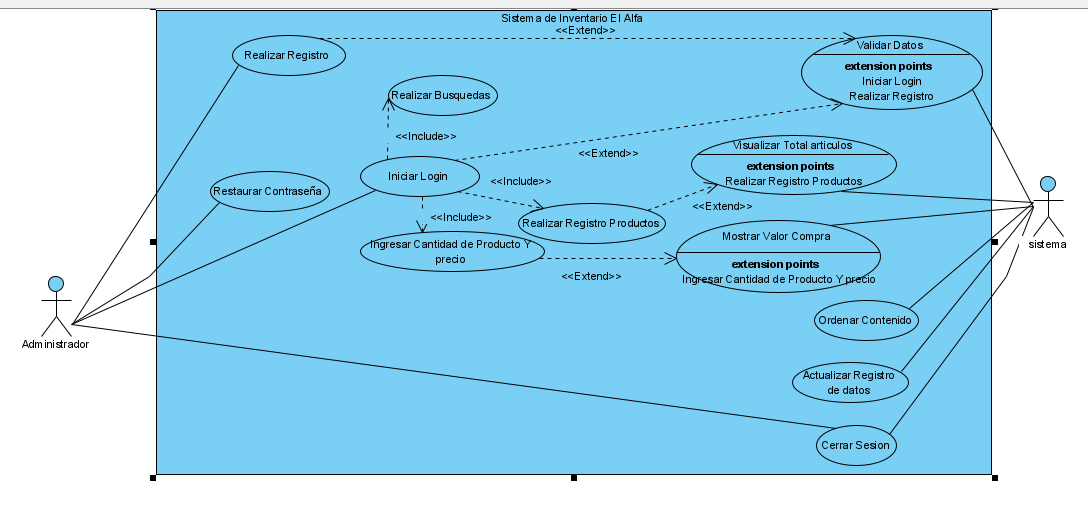 Sistema de Inventario El Alfa
<<Extend>>
Realizar Registro
Validar Datos
extension points
Iniciar Login
Realizar Registro
Realizar Busquedas
<<Include>>
<<Extend>>
Visualizar Total articulos
extension points
Realizar Registro Productos
Iniciar Login
<<Include>>
Restaurar Contraseña
<<Extend>>
<<Include>>
Realizar Registro Productos
Ingresar Cantidad de Producto Y
precio
Mostrar Valor Compra
extension points
Ingresar Cantidad de Producto Y precio
<<Extend>>
sistema
Ordenar Contenido
Administrador
Actualizar Registro
de datos
Cerrar Sesion